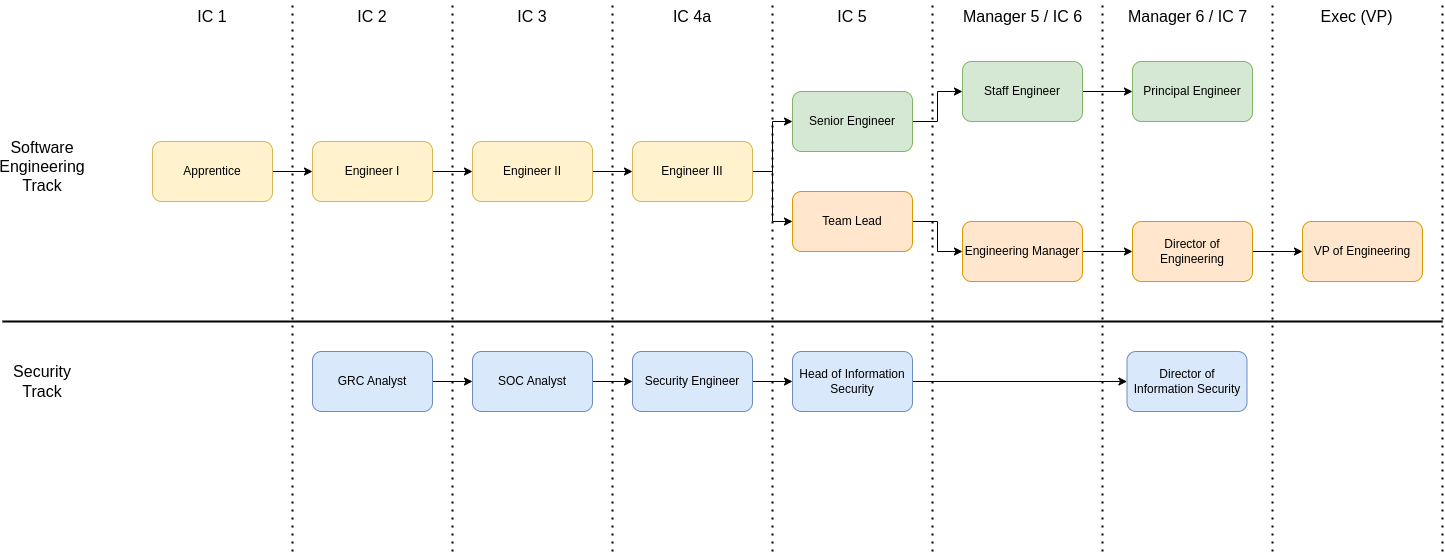 IC 1
IC 2
IC 3
IC 4a
IC 5
Manager 5 / IC 6
Manager 6 / IC 7
Exec (VP)
Software
Engineering
Track
Apprentice
Engineer I
Engineer II
Engineer III
Senior Engineer
Staff Engineer
Principal Engineer
Team Lead
Engineering Manager
Director of
Engineering
VP of Engineering
Security
Track
GRC Analyst
SOC Analyst
Security Engineer
Head of Information
Security
Director of
Information Security